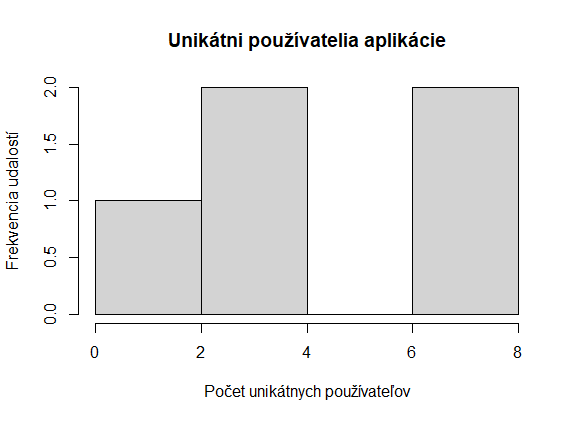 Unikátni používatelia aplikácie
Frekvencia udalostí
2.0
1.5
1.0
0.5
0.0
0 2 4 6 8
Počet unikátnych používateľov